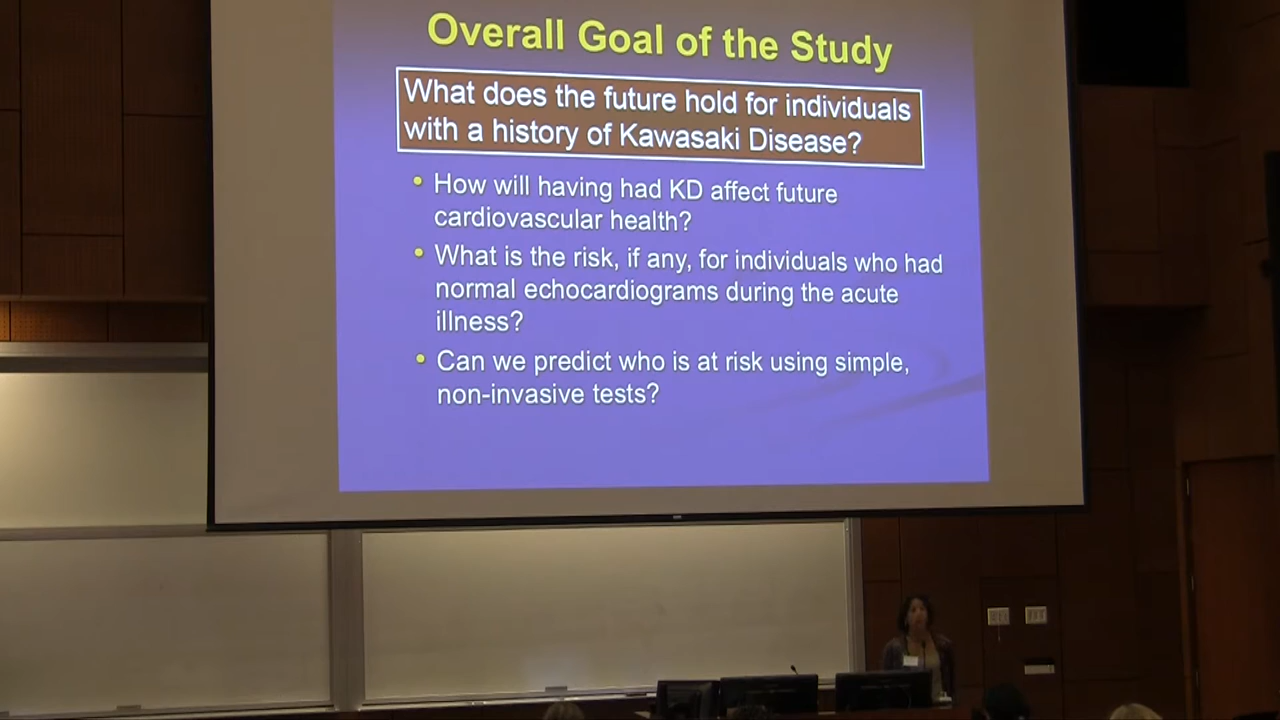 Overall Goal of the Study
What does the future hold for individuals
with a history of Kawasaki Disease?
• How will having had KD affect future
cardiovascular health?
• What is the risk, if any, for individuals who had
normal echocardiograms during the acute
illness?
• Can we predict who is at risk using simple,
non-invasive tests?